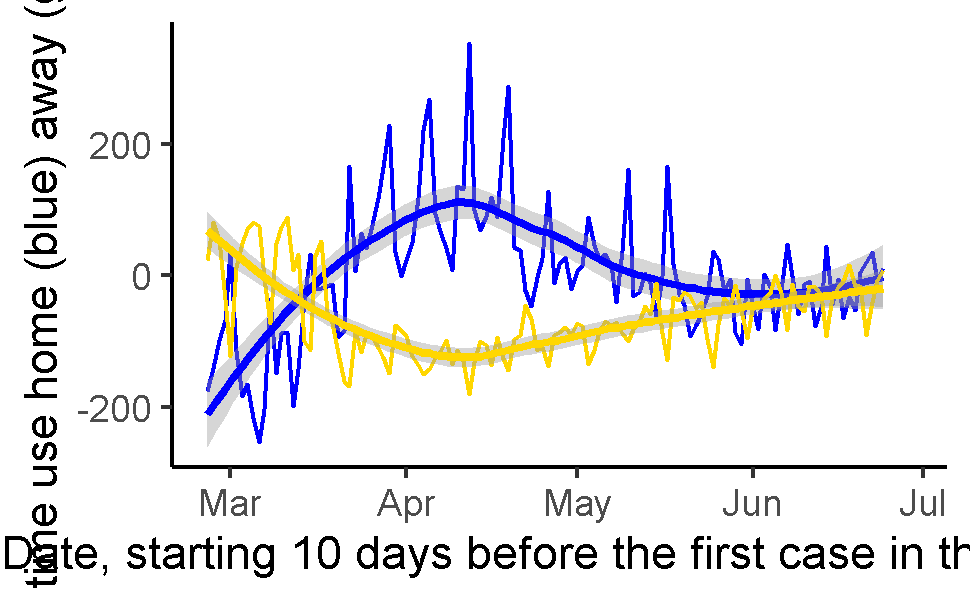 time use home (blue) away (
200
0
-200
Mar Apr May Jun Jul
Date, starting 10 days before the first case in th